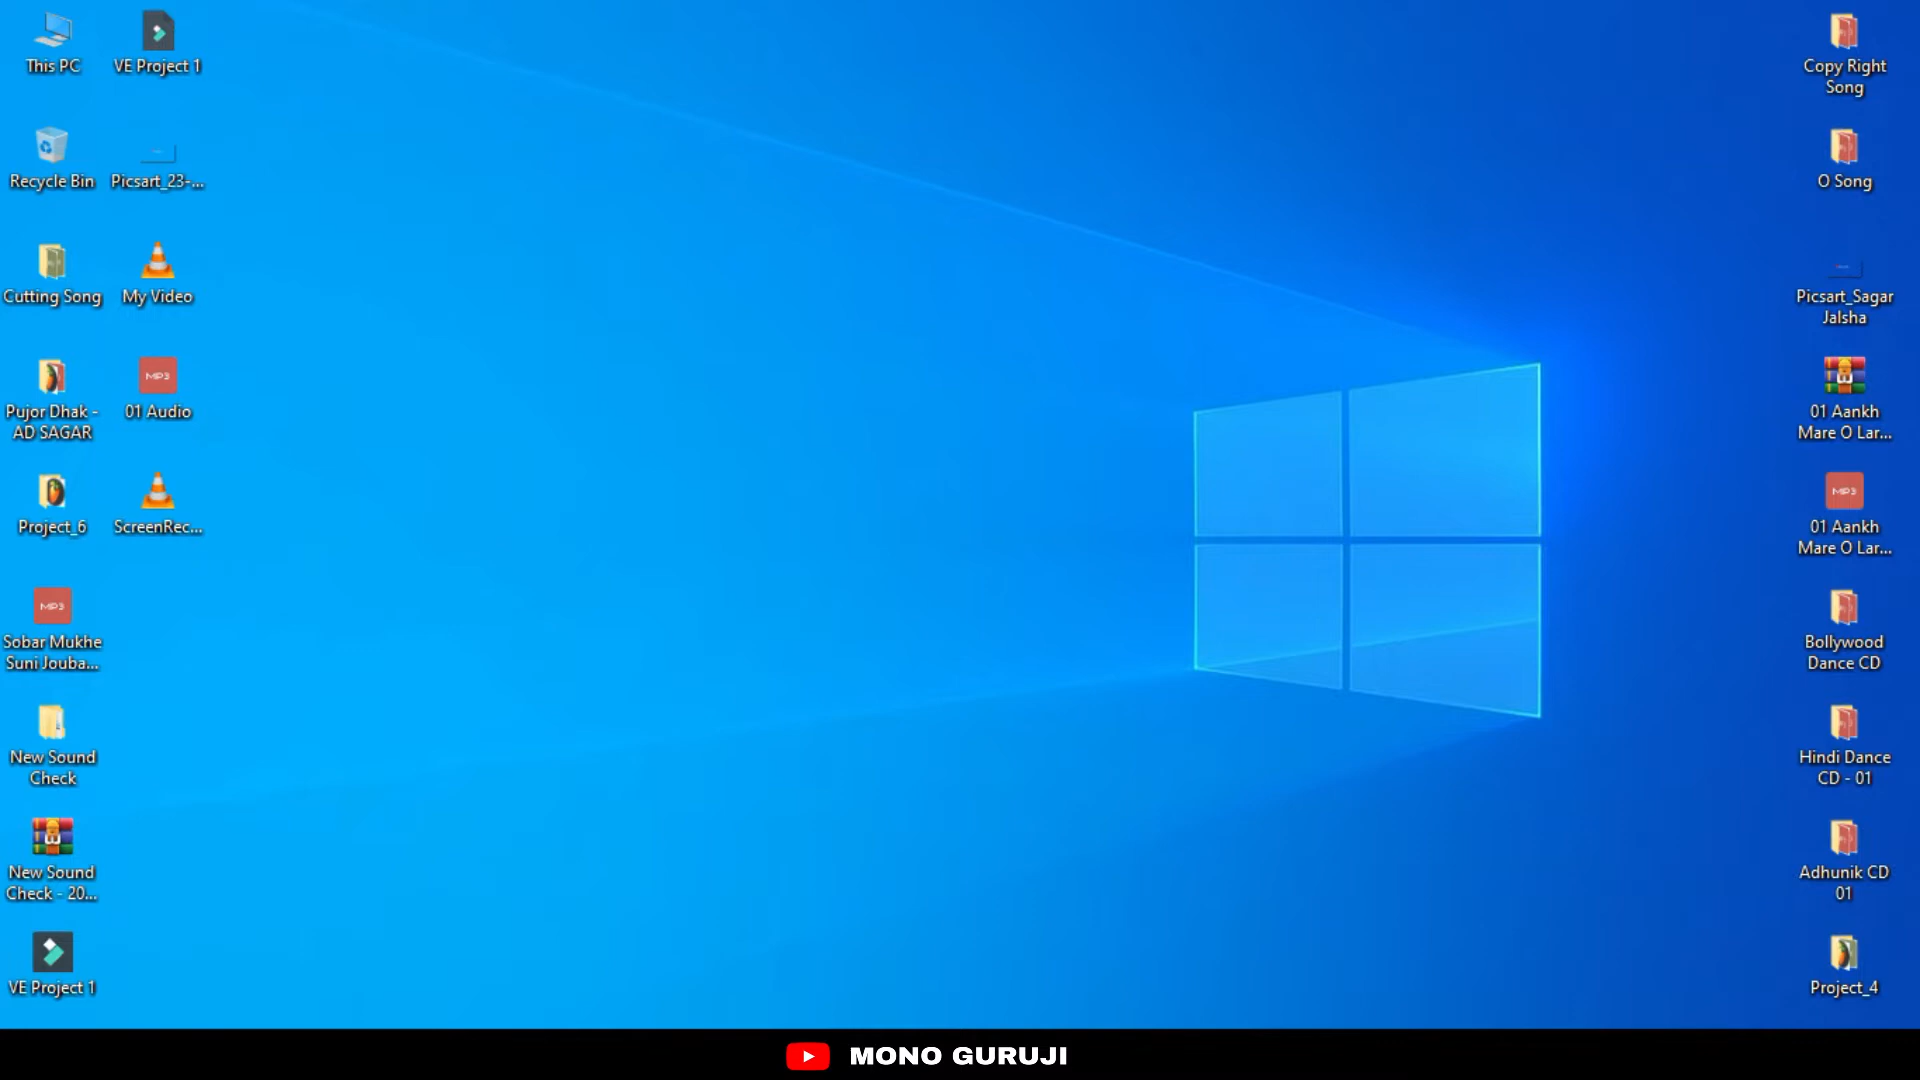 This PC
VE Project 1
Recycle Bin
Picsart_23-...
Cutting Song
My Video
Pujor Dhak -
AD SAGAR
MP3
01 Audio
Project_6
ScreenRec...
MP3
Sobar Mukhe
Suni Jouba...
New Sound
Check
New Sound
Check - 20...
VE Project 1
Copy Right
Song
O Song
Picsart_Sagar
Jalsha
01 Aankh
Mare O Lar...
MP3
01 Aankh
Mare O Lar...
Bollywood
Dance CD
Hindi Dance
CD - 01
Adhunik CD
01
Project_4
MONO GURUJI